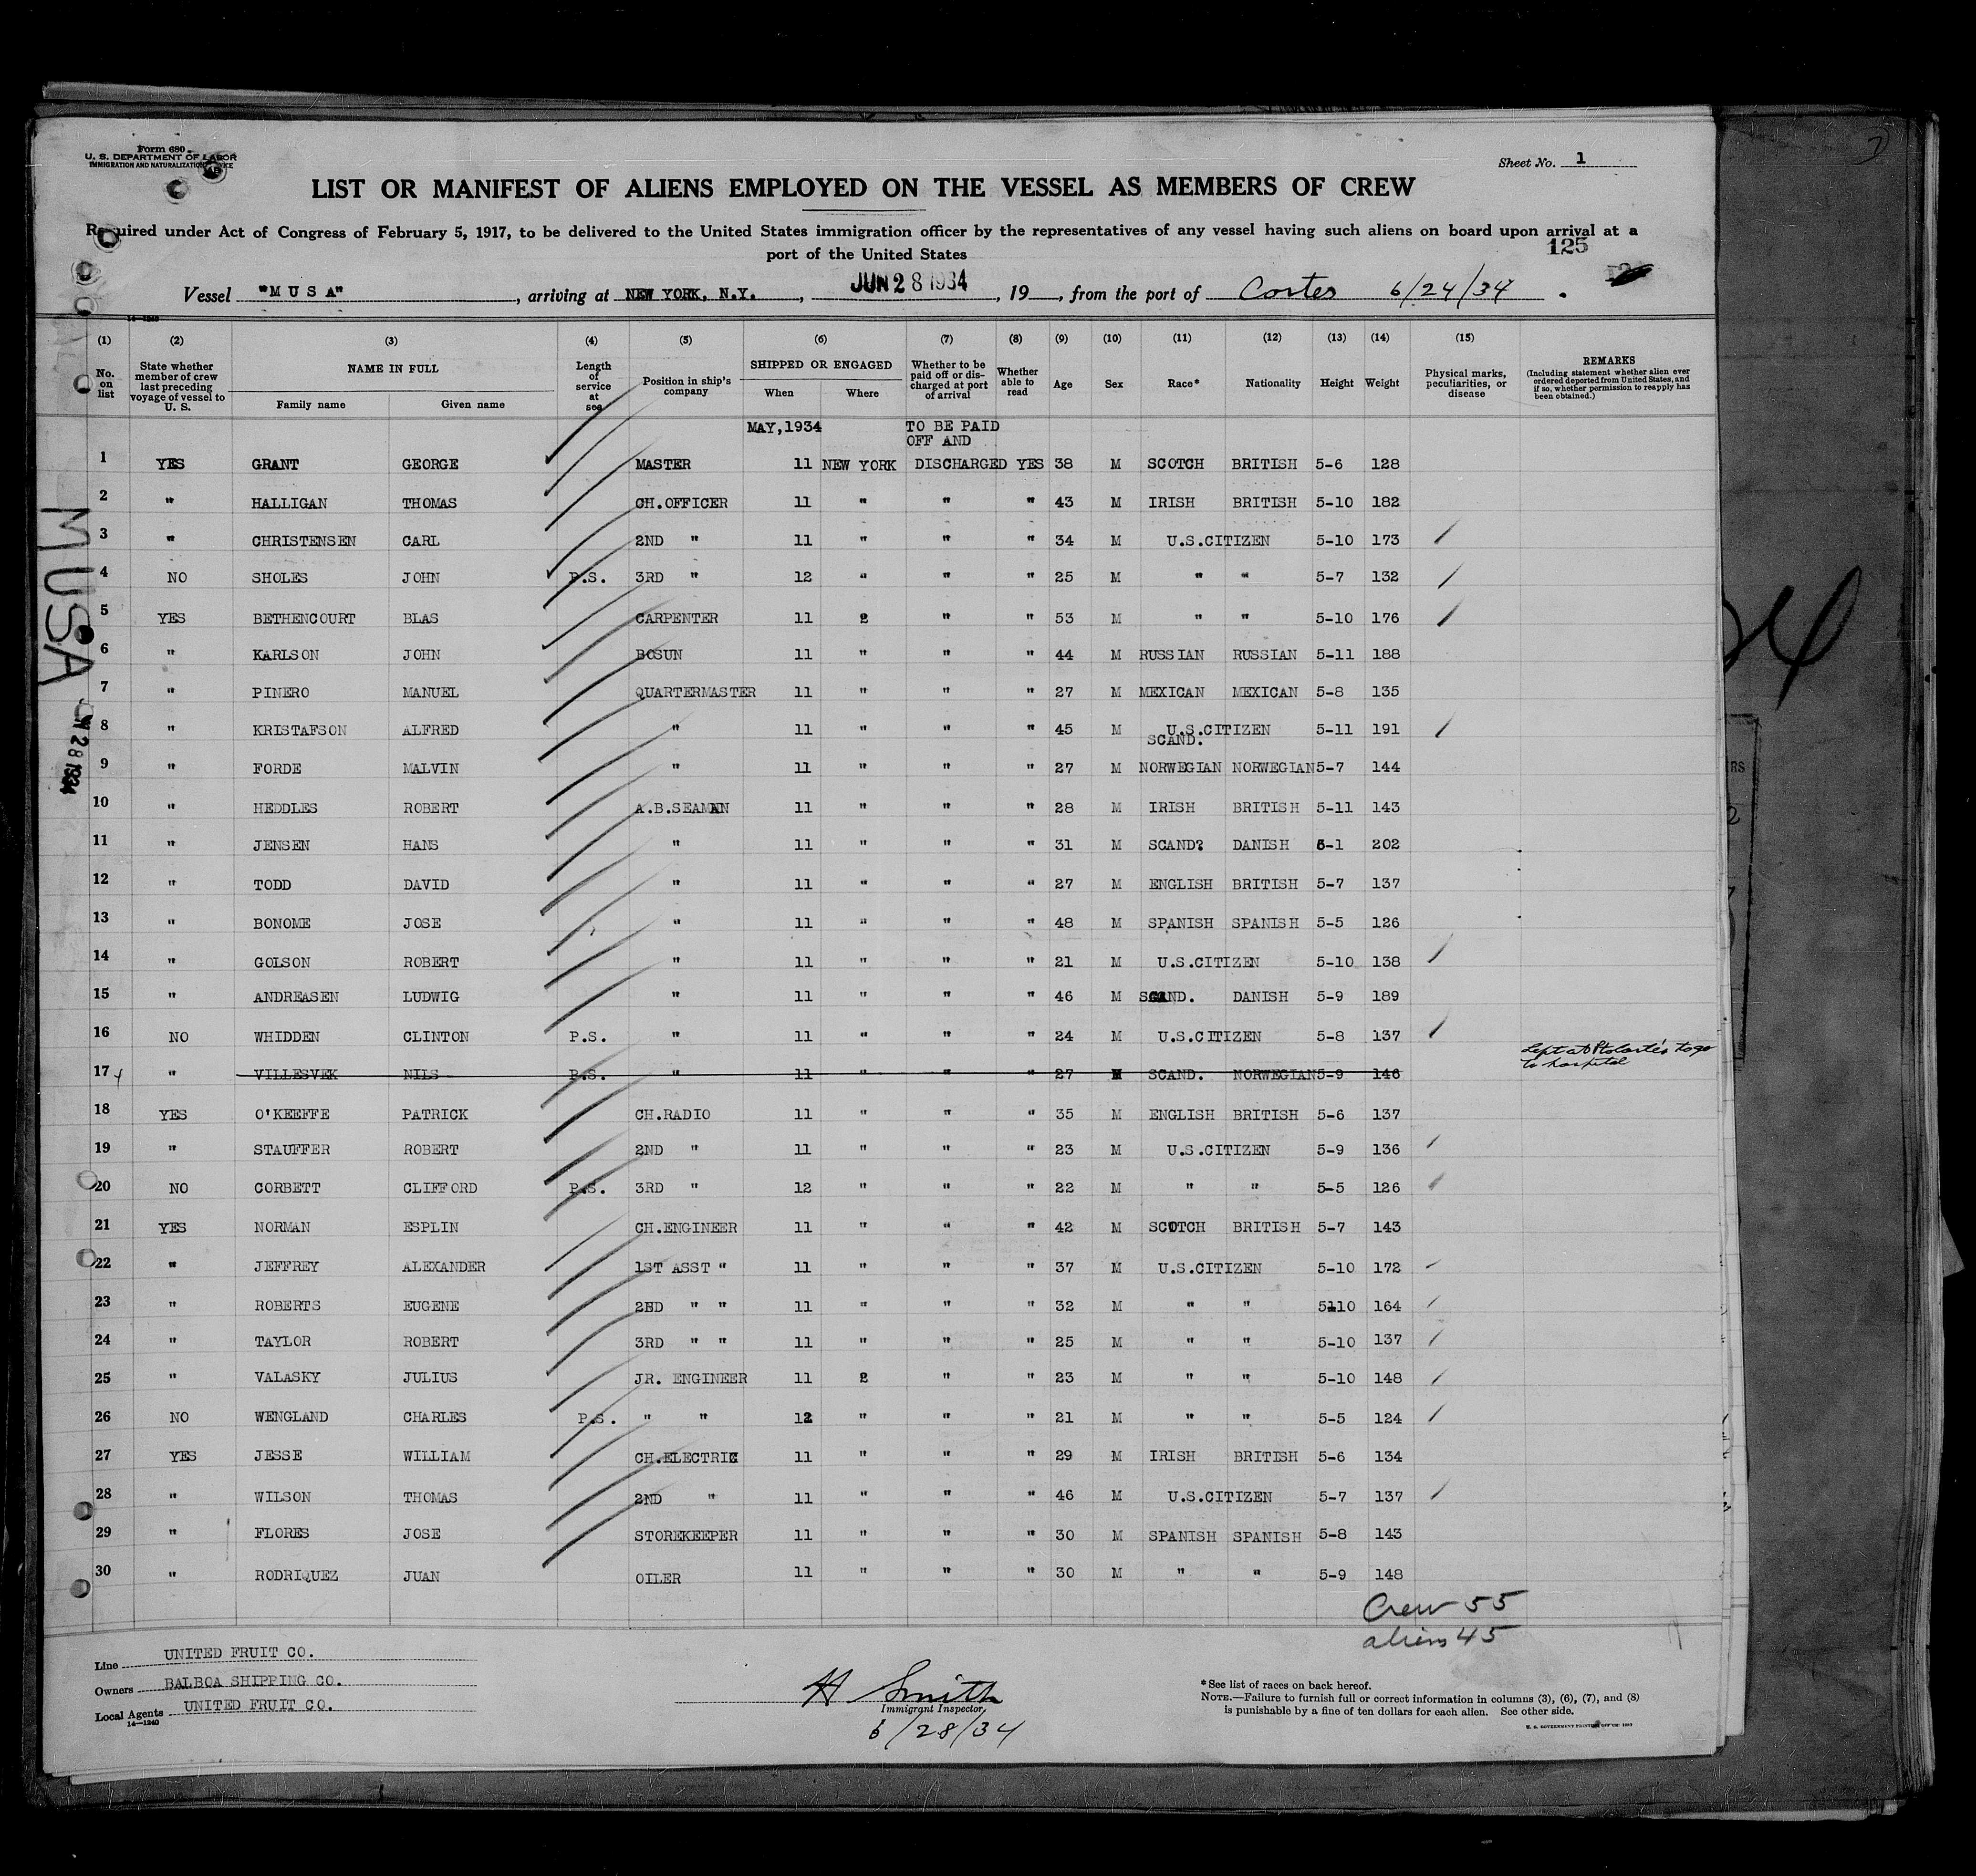 Form 680
U. S. DEPARTMENT OF LABOR
IMMIGRATION AND NATURALIZATION
Sheet No. 1
LIST OR MANIFEST OF ALIENS EMPLOYED ON THE VESSEL AS MEMBERS OF CREW
Required under Act of Congress of February 5, 1917, to be delivered to the United States immigration officer by the representatives of any vessel having such aliens on board upon arrival at a
port of the United States
125
Vessel "MUSA", arriving at NEW YORK, N.Y., JUN 28 1934, 19__, from the port of Cortes 6/24/34.
14—1240
(1) (2) (3) (4) (5) (6) (7) (8) (9) (10) (11) (12) (13) (14) (15)
No. on list State whether member of crew last preceding voyage of vessel to U. S. NAME IN FULL Family name Given name Length of service at sea Position in ship's company SHIPPED OR ENGAGED When Where Whether to be paid off or discharged at port of arrival Whether able to read Age Sex Race* Nationality Height Weight Physical marks, peculiarities, or disease REMARKS (Including statement whether alien ever ordered deported from United States, and if so, whether permission to reapply has been obtained.)
MAY,1934 TO BE PAID
OFF AND
1 YES GRANT GEORGE MASTER 11 NEW YORK DISCHARGED YES 38 M SCOTCH BRITISH 5-6 128
2 " HALLIGAN THOMAS CH.OFFICER 11 " " " 43 M IRISH BRITISH 5-10 182
3 " CHRISTENSEN CARL 2ND " 11 " " " 34 M U.S.CITIZEN 5-10 173
4 NO SHOLES JOHN P.S. 3RD " 12 " " " 25 M " " 5-7 132
5 YES BETHENCOURT BLAS CARPENTER 11 2 " " 53 M " " 5-10 176
6 " KARLSON JOHN BOSUN 11 " " " 44 M RUSSIAN RUSSIAN 5-11 188
7 " PINERO MANUEL QUARTERMASTER 11 " " " 27 M MEXICAN MEXICAN 5-8 135
8 " KRISTAFSON ALFRED " 11 " " " 45 M U.S.CITIZEN 5-11 191
SCAND.
9 " FORDE MALVIN " 11 " " " 27 M NORWEGIAN NORWEGIAN 5-7 144
10 " HEDDLES ROBERT A.B.SEAMAN 11 " " " 28 M IRISH BRITISH 5-11 143
11 " JENSEN HANS " 11 " " " 31 M SCAND? DANISH 6-1 202
12 " TODD DAVID " 11 " " " 27 M ENGLISH BRITISH 5-7 137
13 " BONOME JOSE " 11 " " " 48 M SPANISH SPANISH 5-5 126
14 " GOLSON ROBERT " 11 " " " 21 M U.S.CITIZEN 5-10 138
15 " ANDREASEN LUDWIG " 11 " " " 46 M SCAND. DANISH 5-9 189
16 NO WHIDDEN CLINTON P.S. " 11 " " " 24 M U.S.CITIZEN 5-8 137
17 " VILLESVEK NILS P.S. " 11 " " " 27 M SCAND. NORWEGIAN 5-9 146 Left at Pto Cortés to go
to hospital
18 YES O'KEEFFE PATRICK CH.RADIO 11 " " " 35 M ENGLISH BRITISH 5-6 137
19 " STAUFFER ROBERT 2ND " 11 " " " 23 M U.S.CITIZEN 5-9 136
20 NO CORBETT CLIFFORD P.S. 3RD " 12 " " " 22 M " " 5-5 126
21 YES NORMAN ESPLIN CH.ENGINEER 11 " " " 42 M SCOTCH BRITISH 5-7 143
22 " JEFFREY ALEXANDER 1ST ASST " 11 " " " 37 M U.S.CITIZEN 5-10 172
23 " ROBERTS EUGENE 2ND " " 11 " " " 32 M " " 5-10 164
24 " TAYLOR ROBERT 3RD " " 11 " " " 25 M " " 5-10 137
25 " VALASKY JULIUS JR. ENGINEER 11 2 " " 23 M " " 5-10 148
26 NO WENGLAND CHARLES P.S. " " 12 " " " 21 M " " 5-5 124
27 YES JESSE WILLIAM CH.ELECTRIC 11 " " " 29 M IRISH BRITISH 5-6 134
28 " WILSON THOMAS 2ND " 11 " " " 46 M U.S.CITIZEN 5-7 137
29 " FLORES JOSE STOREKEEPER 11 " " " 30 M SPANISH SPANISH 5-8 143
30 " RODRIQUEZ JUAN OILER 11 " " " 30 M " " 5-9 148
MUSA
JUN 28 1934
Crew 55
aliens 45
Line UNITED FRUIT CO.
Owners BALBOA SHIPPING CO.
Local Agents UNITED FRUIT CO.
14—1240
H Smith
Immigrant Inspector.
6/28/34
*See list of races on back hereof.
NOTE.—Failure to furnish full or correct information in columns (3), (6), (7), and (8)
is punishable by a fine of ten dollars for each alien. See other side.
U. S. GOVERNMENT PRINTING OFFICE
24